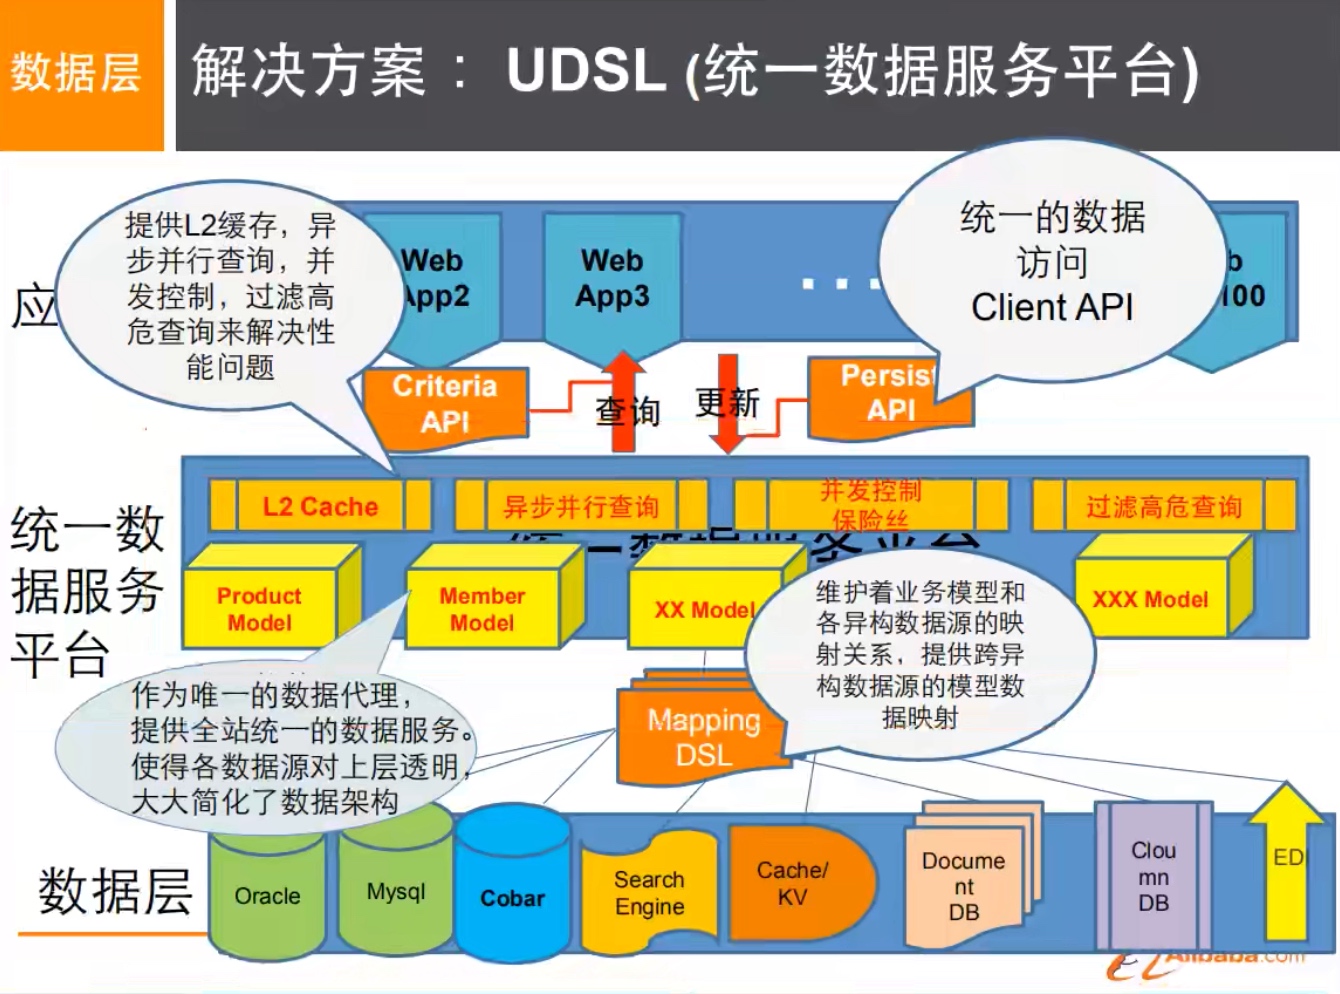 数据层
解决方案： UDSL (统一数据服务平台)
提供L2缓存，异
步并行查询，并
发控制，过滤高
危查询来解决性
能问题
统一的数据
访问
Client API
应
Web
App2
Web
App3
...
b
100
Criteria
API
查询
更新
Persist
API
统一数
据服务
平台
L2 Cache
异步并行查询
并发控制
保险丝
过滤高危查询
统一数据服务平台
Product
Model
Member
Model
XX Model
XXX Model
维护着业务模型和
各异构数据源的映
射关系，提供跨异
构数据源的模型数
据映射
作为唯一的数据代理，
提供全站统一的数据服务。
使得各数据源对上层透明，
大大简化了数据架构
Mapping
DSL
数据层
Oracle
Mysql
Cobar
Search
Engine
Cache/
KV
Docume
nt
DB
Clou
mn
DB
ED
Alibaba.com